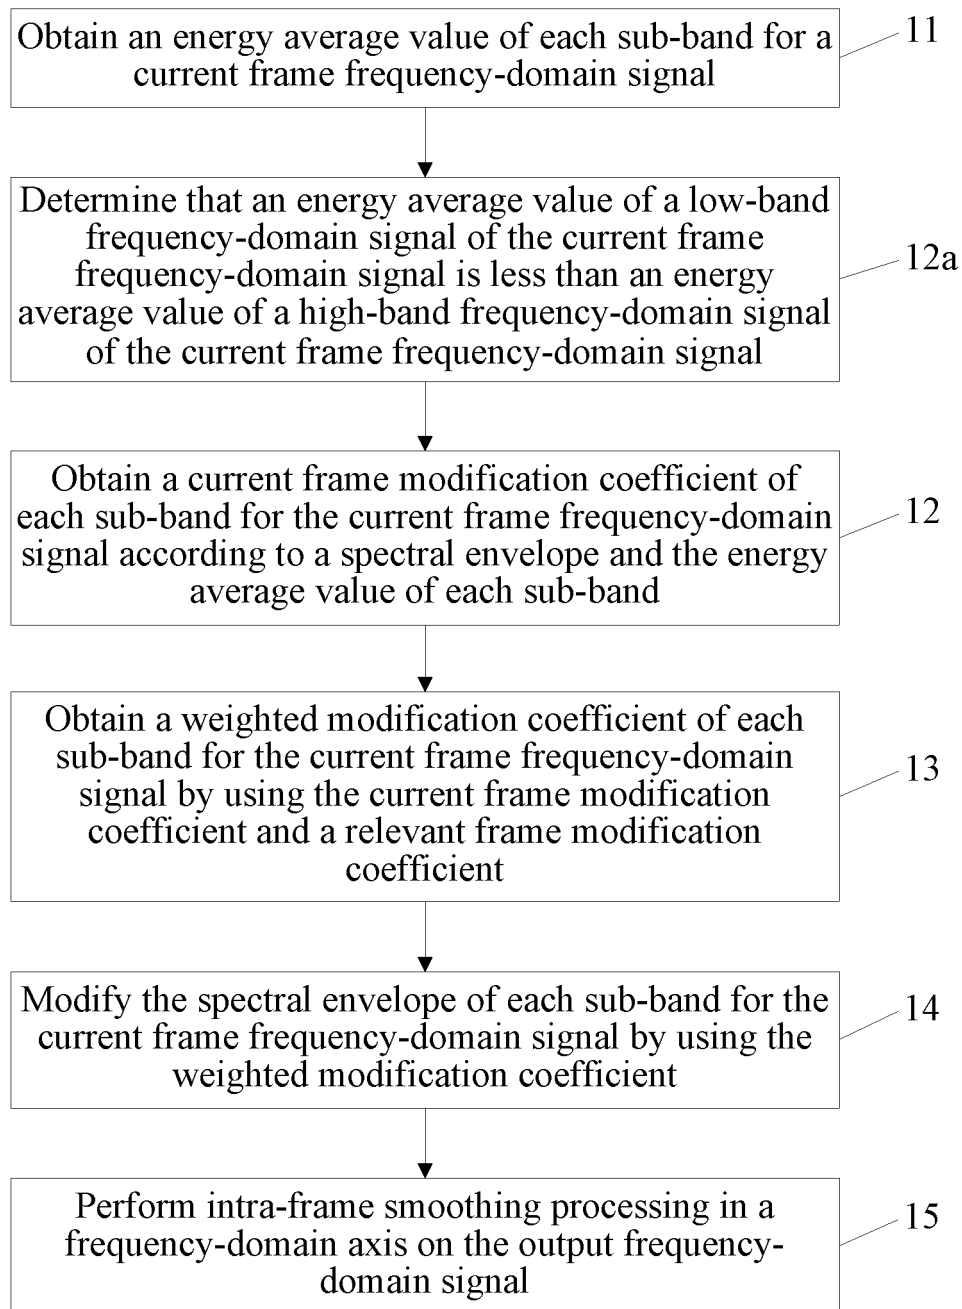 Obtain an energy average value of each sub-band for a
current frame frequency-domain signal
11
Determine that an energy average value of a low-band
frequency-domain signal of the current frame
frequency-domain signal is less than an energy
average value of a high-band frequency-domain signal
of the current frame frequency-domain signal
12a
Obtain a current frame modification coefficient of
each sub-band for the current frame frequency-domain
signal according to a spectral envelope and the energy
average value of each sub-band
12
Obtain a weighted modification coefficient of each
sub-band for the current frame frequency-domain
signal by using the current frame modification
coefficient and a relevant frame modification
coefficient
13
Modify the spectral envelope of each sub-band for the
current frame frequency-domain signal by using the
weighted modification coefficient
14
Perform intra-frame smoothing processing in a
frequency-domain axis on the output frequency-
domain signal
15